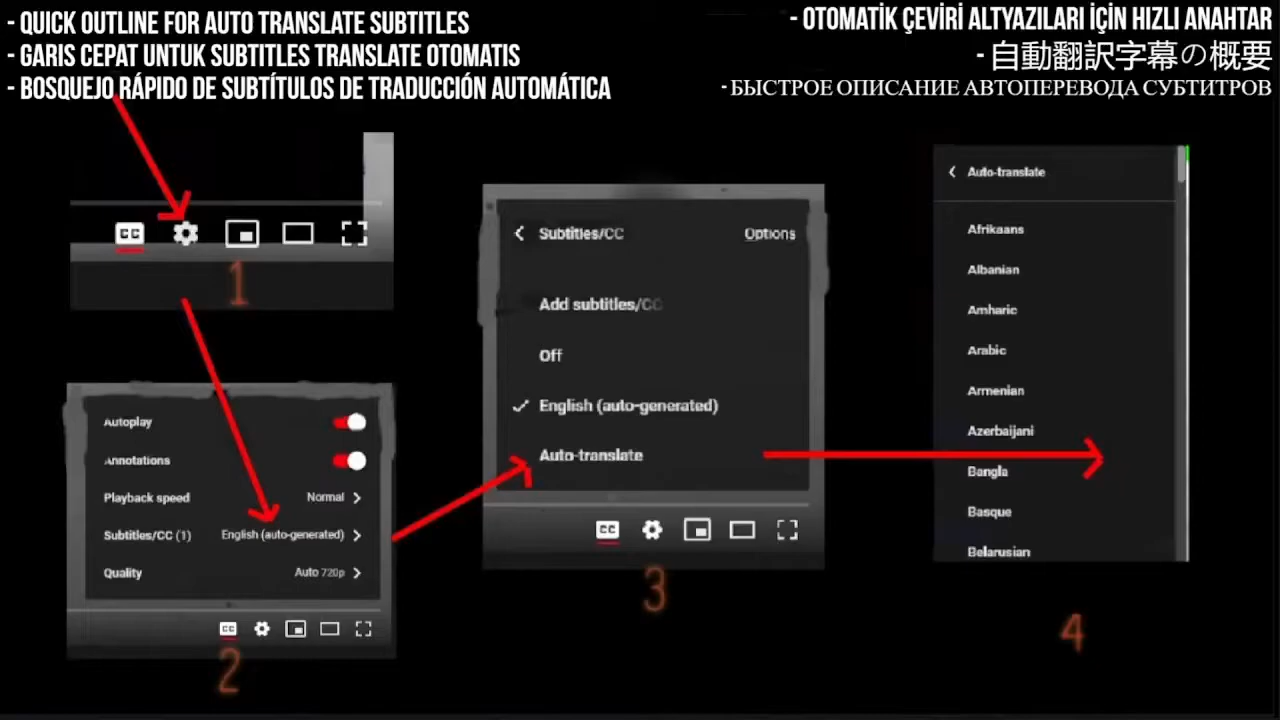 - QUICK OUTLINE FOR AUTO TRANSLATE SUBTITLES
- GARIS CEPAT UNTUK SUBTITLES TRANSLATE OTOMATIS
- BOSQUEJO RÁPIDO DE SUBTÍTULOS DE TRADUCCIÓN AUTOMÁTICA
- OTOMATİK ÇEVİRİ ALTYAZILARI İÇİN HIZLI ANAHTAR
- 自動翻訳字幕の概要
- БЫСТРОЕ ОПИСАНИЕ АВТОПЕРЕВОДА СУБТИТРОВ
CC
1
Autoplay
Annotations
Playback speed Normal
Subtitles/CC (1) English (auto-generated)
Quality Auto 720p
CC
2
Subtitles/CC Options
Add subtitles/CC
Off
English (auto-generated)
Auto-translate
CC
3
Auto-translate
Afrikaans
Albanian
Amharic
Arabic
Armenian
Azerbaijani
Bangla
Basque
Belarusian
4